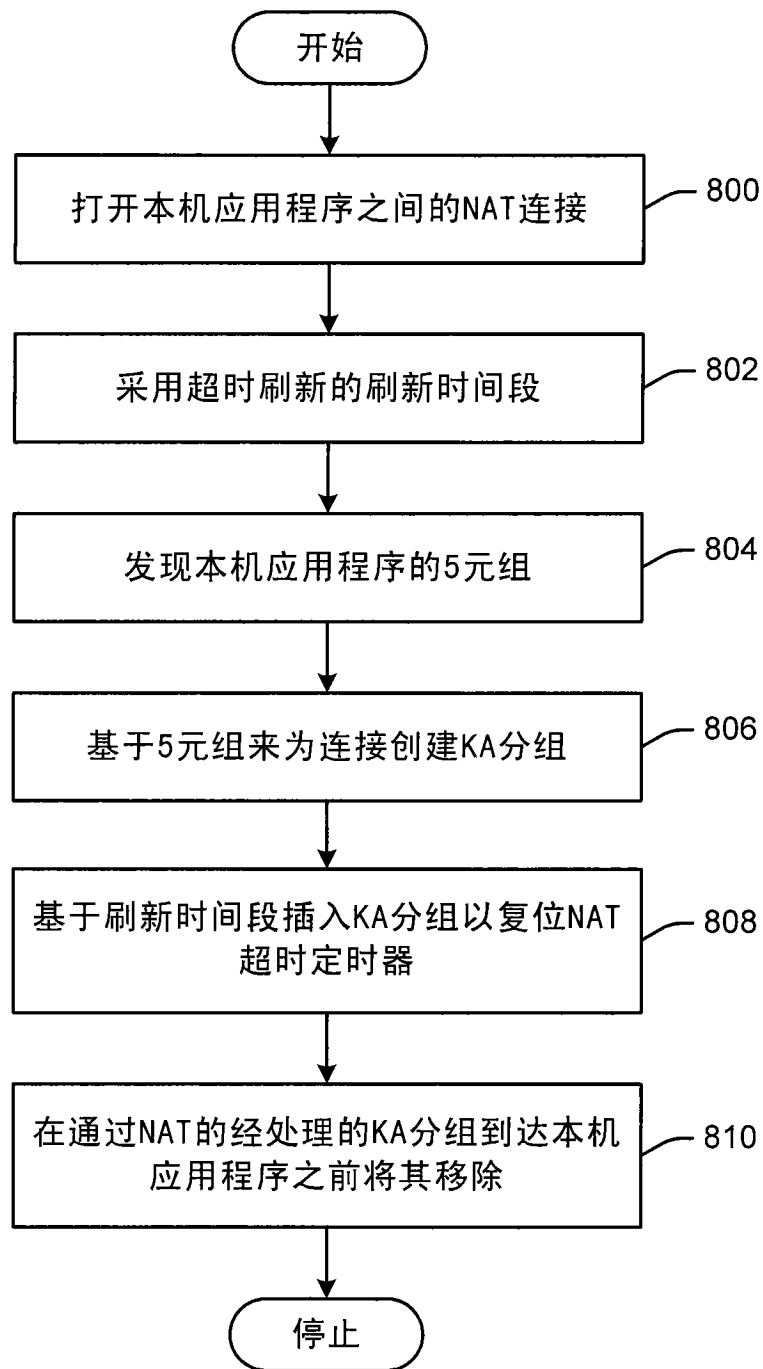 开始
打开本机应用程序之间的NAT连接
800
采用超时刷新的刷新时间段
802
发现本机应用程序的5元组
804
基于5元组来为连接创建KA分组
806
基于刷新时间段插入KA分组以复位NAT
超时定时器
808
在通过NAT的经处理的KA分组到达本机
应用程序之前将其移除
810
停止